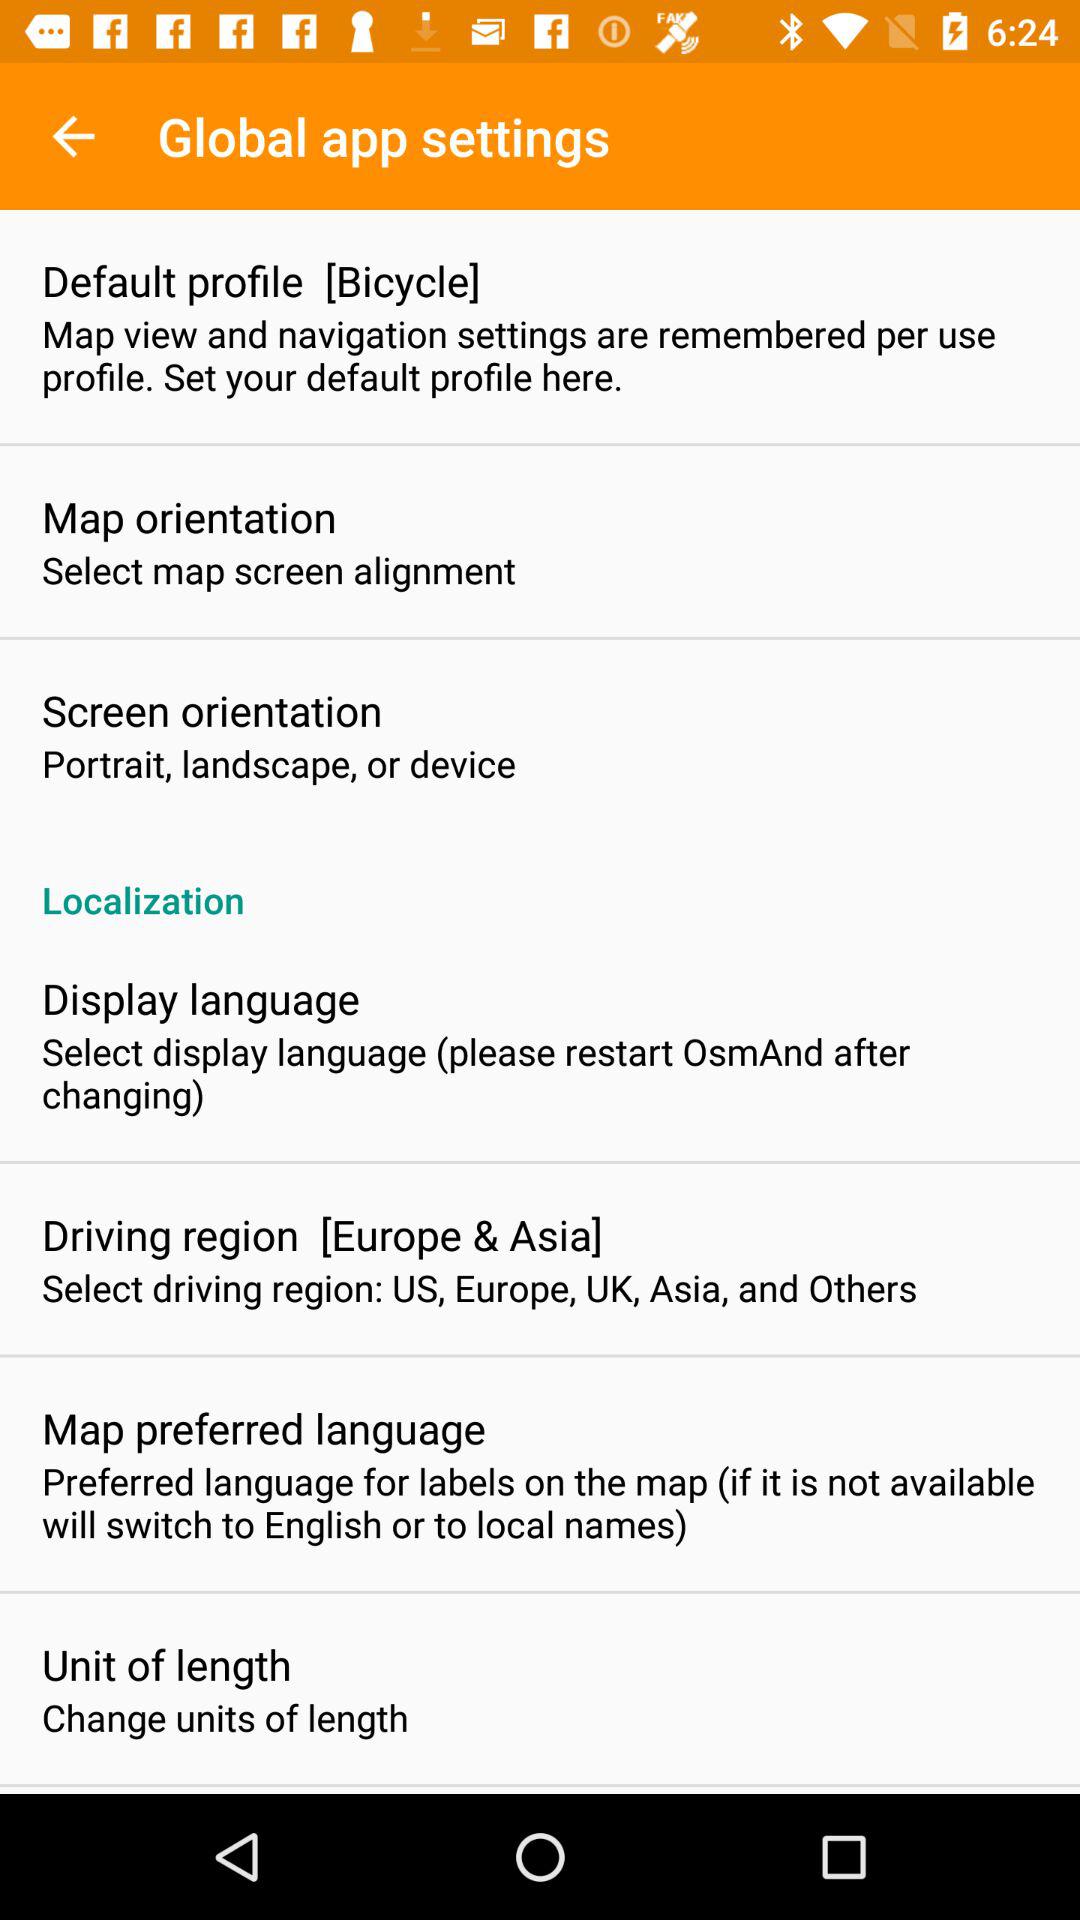 FAKE
6:24
Global app settings
Default profile [Bicycle]
Map view and navigation settings are remembered per use
profile. Set your default profile here.
Map orientation
Select map screen alignment
Screen orientation
Portrait, landscape, or device
Localization
Display language
Select display language (please restart OsmAnd after
changing)
Driving region [Europe & Asia]
Select driving region: US, Europe, UK, Asia, and Others
Map preferred language
Preferred language for labels on the map (if it is not available
will switch to English or to local names)
Unit of length
Change units of length